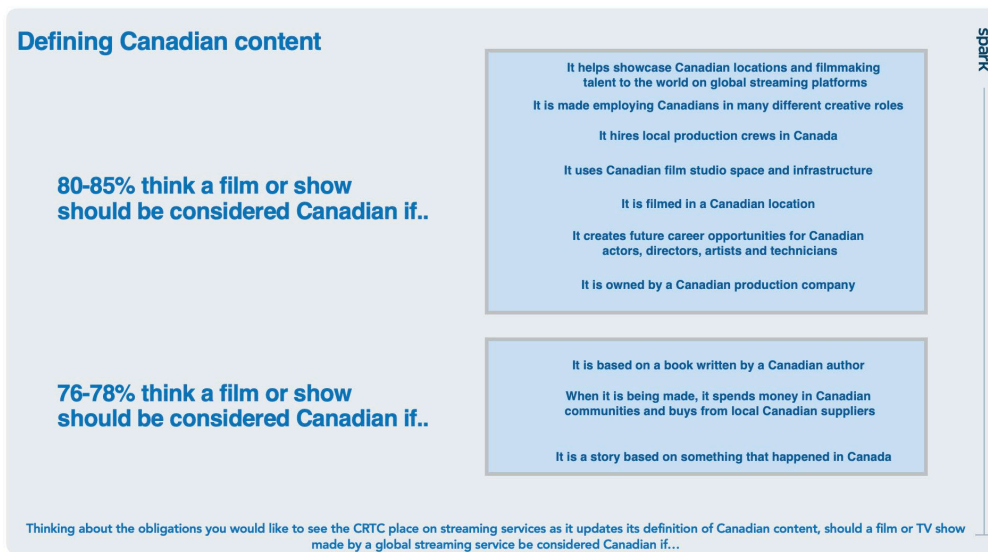 Defining Canadian content
spark
80-85% think a film or show
should be considered Canadian if..
It helps showcase Canadian locations and filmmaking
talent to the world on global streaming platforms
It is made employing Canadians in many different creative roles
It hires local production crews in Canada
It uses Canadian film studio space and infrastructure
It is filmed in a Canadian location
It creates future career opportunities for Canadian
actors, directors, artists and technicians
It is owned by a Canadian production company
76-78% think a film or show
should be considered Canadian if..
It is based on a book written by a Canadian author
When it is being made, it spends money in Canadian
communities and buys from local Canadian suppliers
It is a story based on something that happened in Canada
Thinking about the obligations you would like to see the CRTC place on streaming services as it updates its definition of Canadian content, should a film or TV show
made by a global streaming service be considered Canadian if…